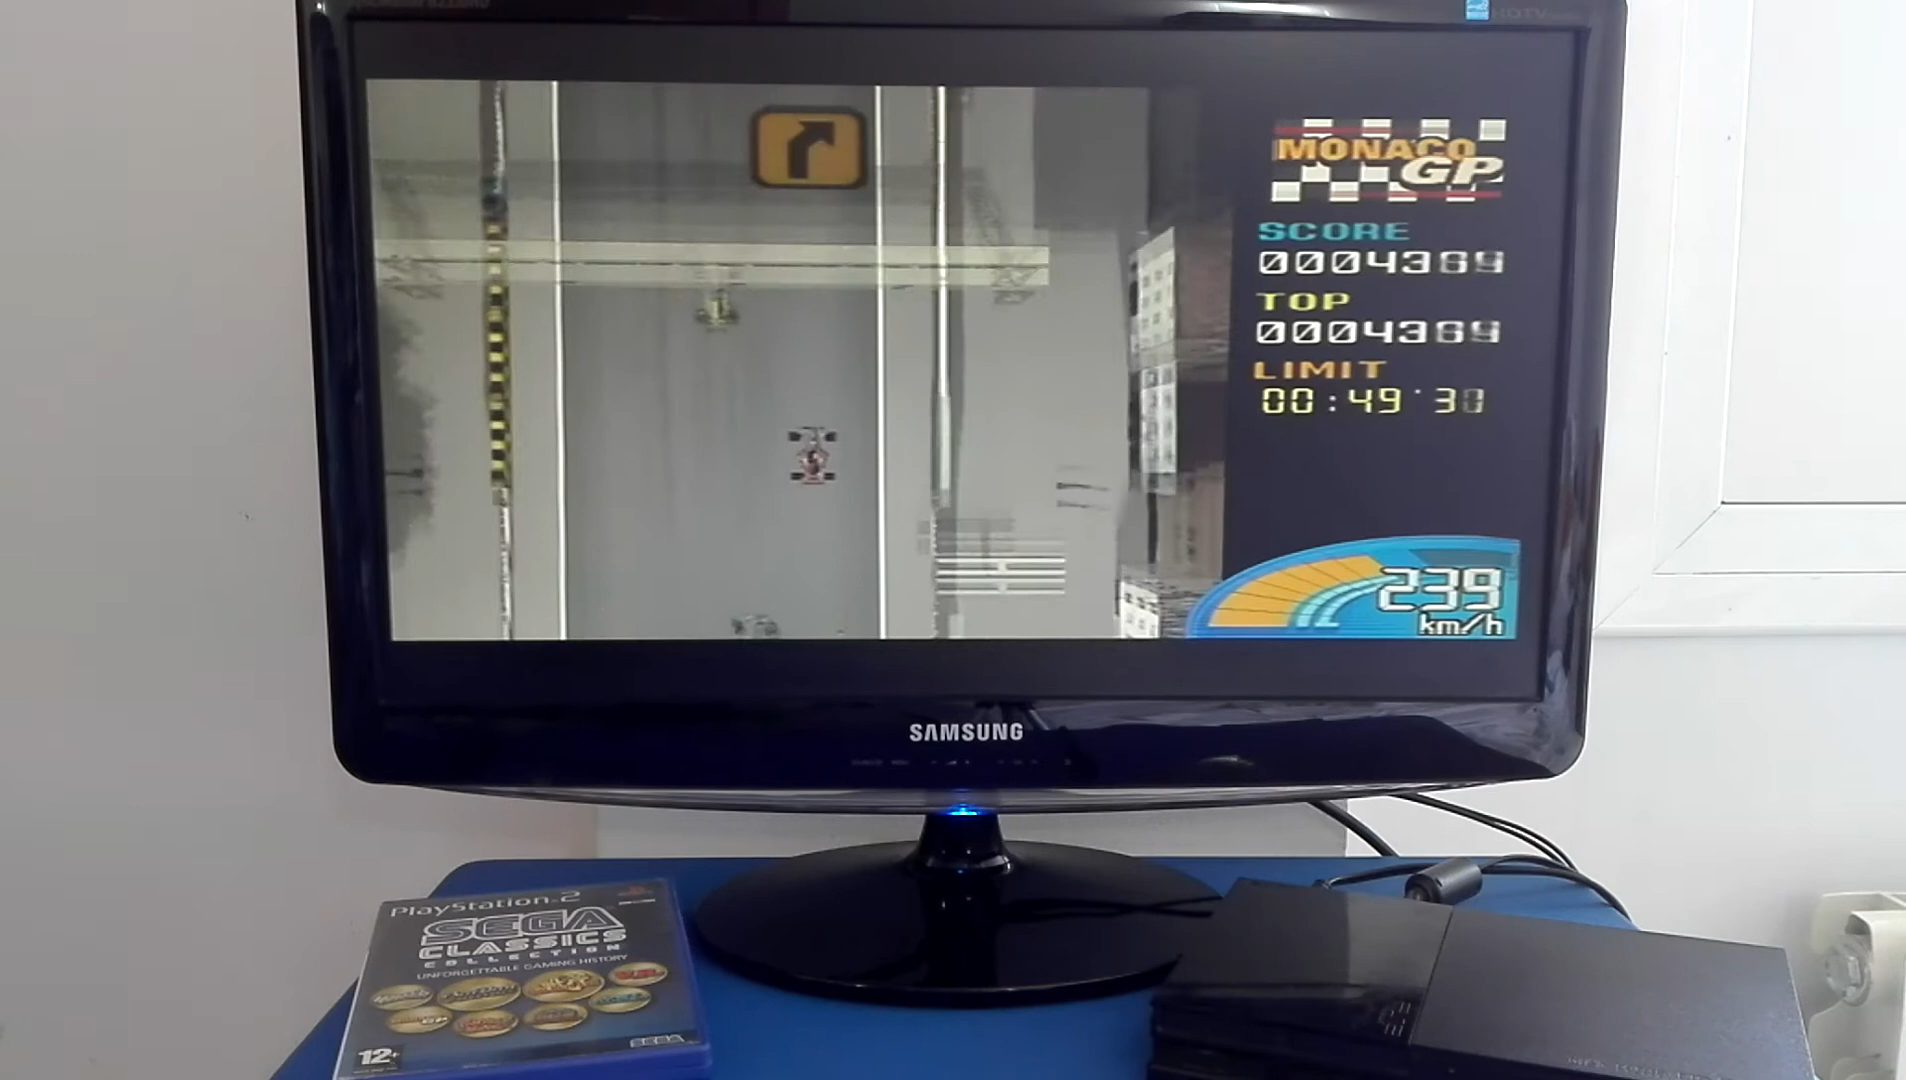 HDTV
MONACO
GP
SCORE
0004369
TOP
0004369
LIMIT
00:49'30
239
km/h
SAMSUNG
PlayStation 2
SEGA
CLASSICS
COLLECTION
UNFORGETTABLE GAMING HISTORY
12+
SEGA